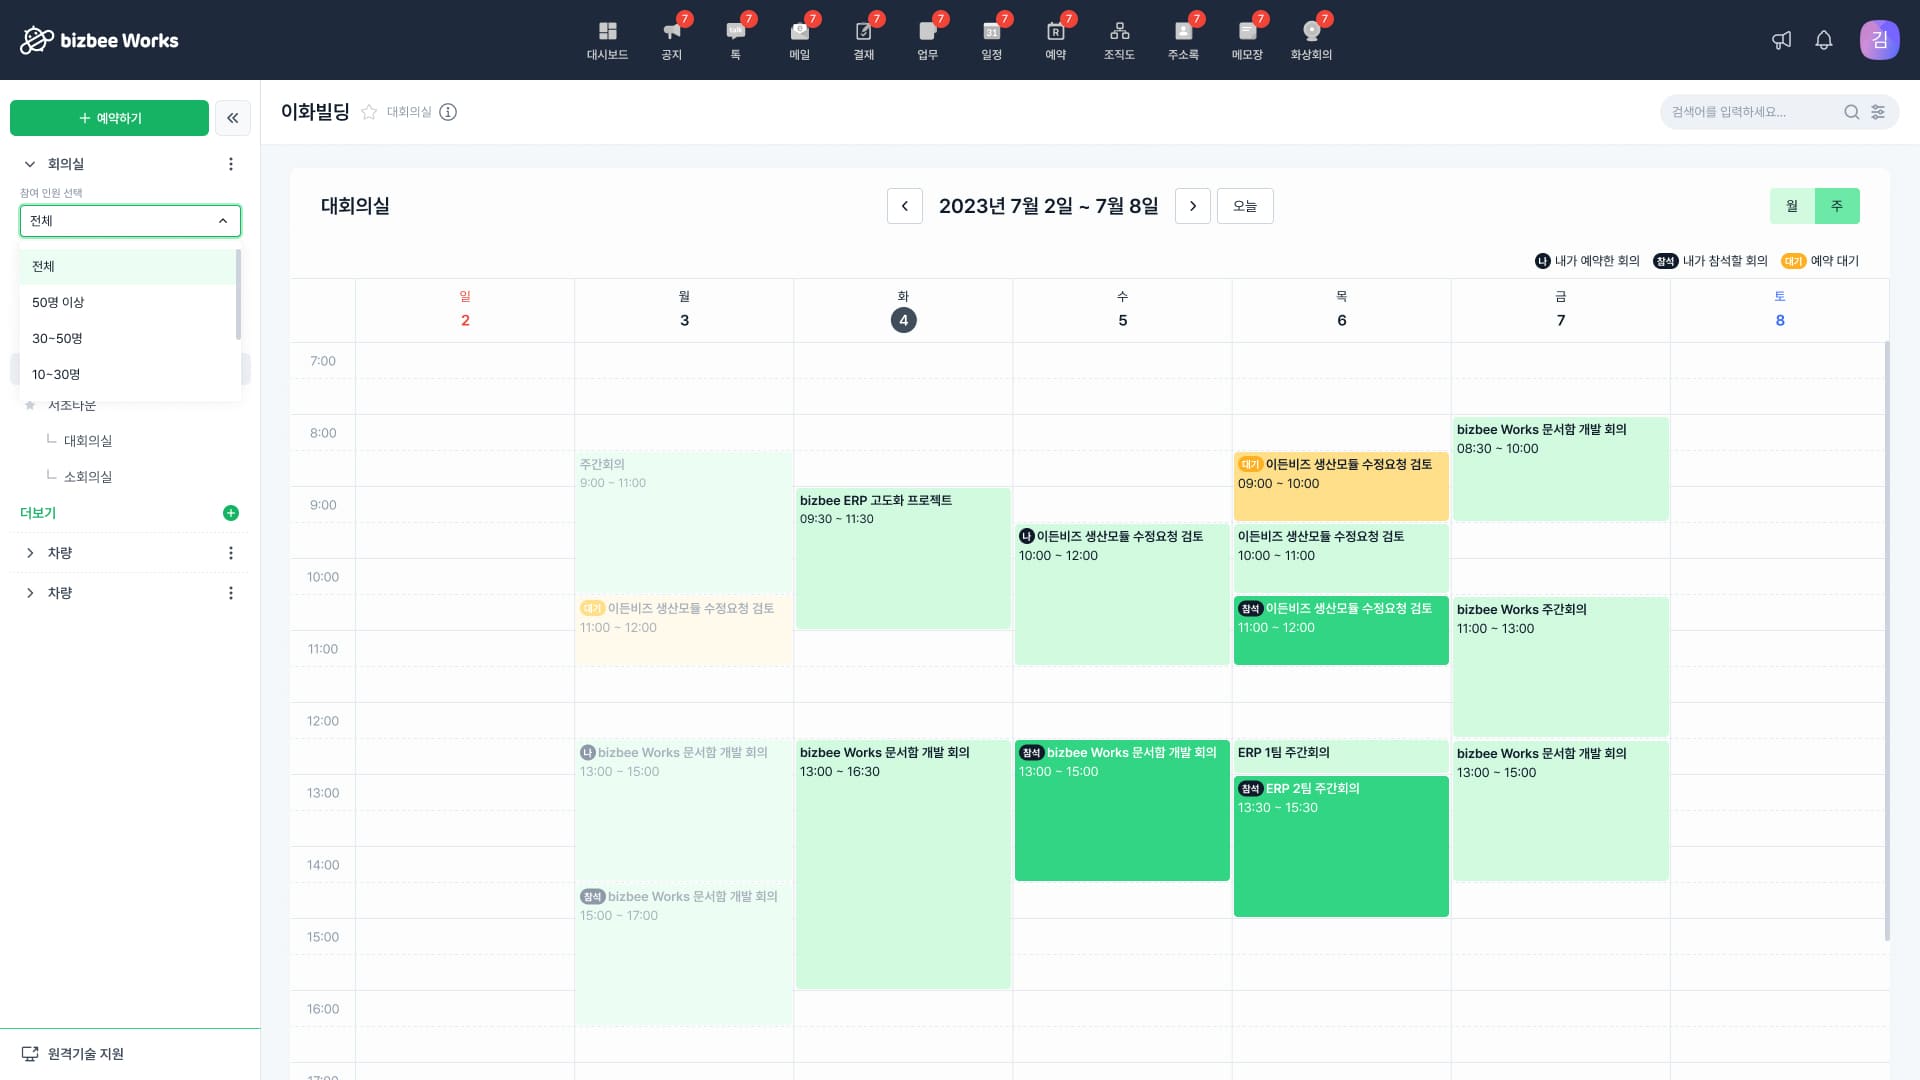 bizbee Works
대시보드
7
공지
7
talk
톡
7
메일
7
결재
7
업무
7
31
일정
7
R
예약
조직도
7
주소록
7
메모장
7
화상회의
김
+ 예약하기
회의실
참여 인원 선택
전체
전체
50명 이상
30~50명
10~30명
서초타운
대회의실
소회의실
더보기
차량
차량
원격기술 지원
이화빌딩
대회의실
검색어를 입력하세요...
대회의실
2023년 7월 2일 ~ 7월 8일
오늘
월
주
나 내가 예약한 회의
참석 내가 참석할 회의
대기 예약 대기
일
2
월
3
화
4
수
5
목
6
금
7
토
8
7:00
8:00
9:00
10:00
11:00
12:00
13:00
14:00
15:00
16:00
17:00
주간회의
9:00 ~ 11:00
대기 이든비즈 생산모듈 수정요청 검토
11:00 ~ 12:00
나 bizbee Works 문서함 개발 회의
13:00 ~ 15:00
참석 bizbee Works 문서함 개발 회의
15:00 ~ 17:00
bizbee ERP 고도화 프로젝트
09:30 ~ 11:30
bizbee Works 문서함 개발 회의
13:00 ~ 16:30
나 이든비즈 생산모듈 수정요청 검토
10:00 ~ 12:00
참석 bizbee Works 문서함 개발 회의
13:00 ~ 15:00
대기 이든비즈 생산모듈 수정요청 검토
09:00 ~ 10:00
이든비즈 생산모듈 수정요청 검토
10:00 ~ 11:00
참석 이든비즈 생산모듈 수정요청 검토
11:00 ~ 12:00
ERP 1팀 주간회의
참석 ERP 2팀 주간회의
13:30 ~ 15:30
bizbee Works 문서함 개발 회의
08:30 ~ 10:00
bizbee Works 주간회의
11:00 ~ 13:00
bizbee Works 문서함 개발 회의
13:00 ~ 15:00